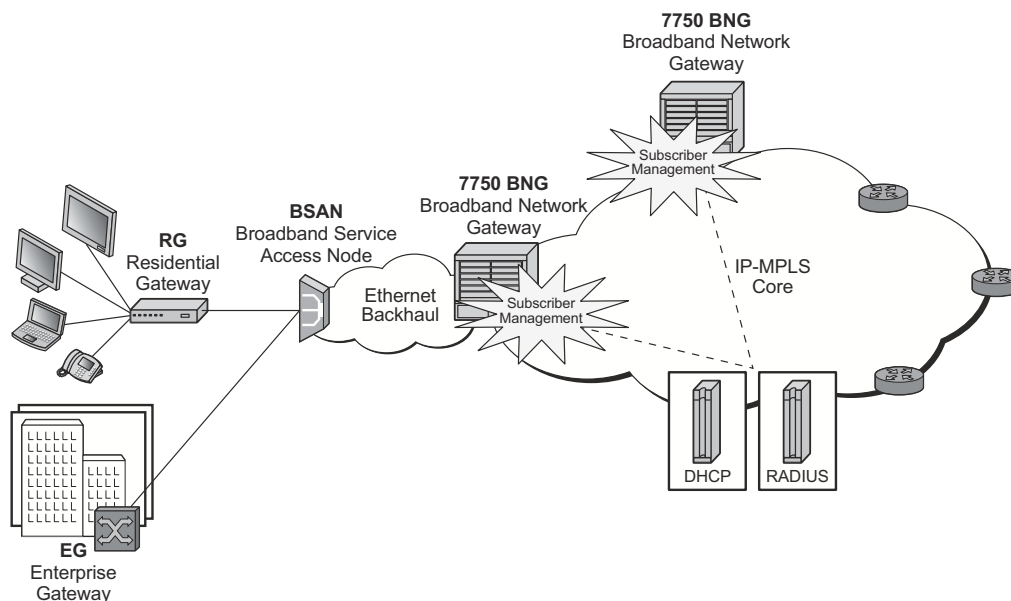 7750 BNG
Broadband Network
Gateway
Subscriber
Management
7750 BNG
Broadband Network
Gateway
BSAN
Broadband Service
Access Node
RG
Residential
Gateway
IP-MPLS
Core
Ethernet
Backhaul
Subscriber
Management
DHCP
RADIUS
EG
Enterprise
Gateway